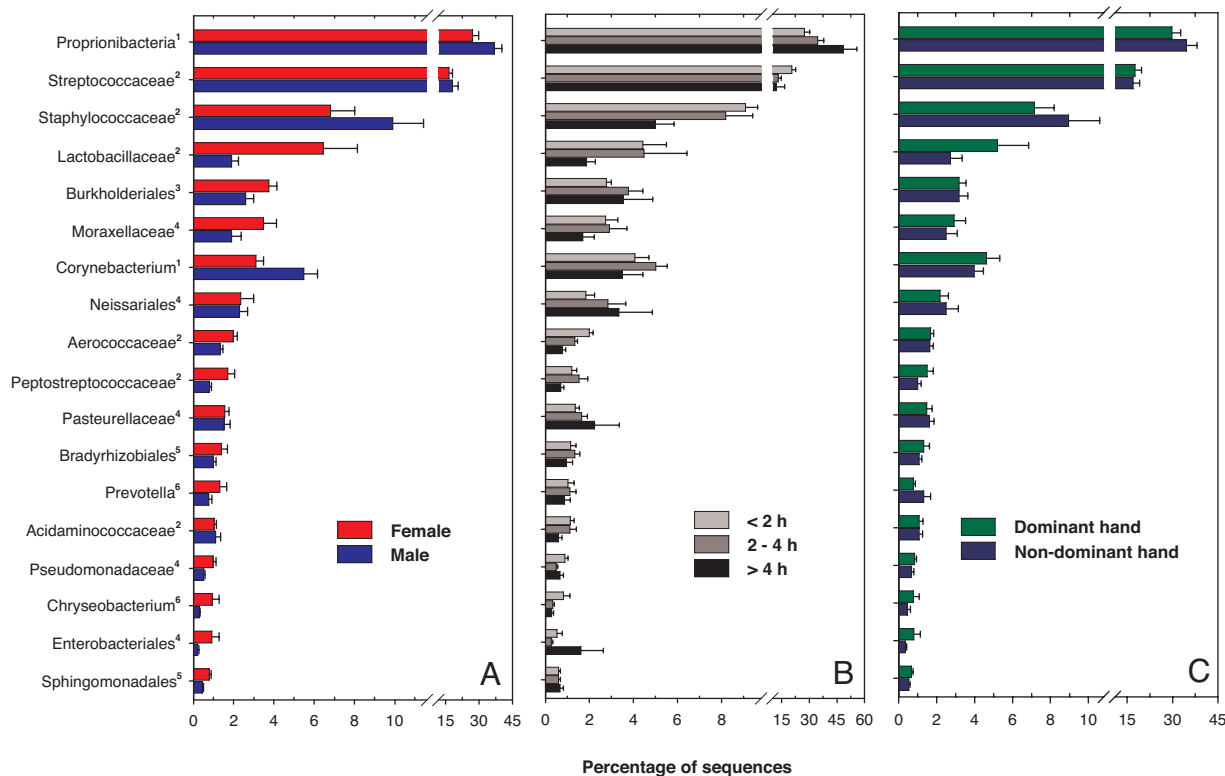 Proprionibacteria¹
Streptococcaceae²
Staphylococcaceae²
Lactobacillaceae²
Burkholderiales³
Moraxellaceae⁴
Corynebacterium¹
Neissariales⁴
Aerococcaceae²
Peptostreptococcaceae²
Pasteurellaceae⁴
Bradyrhizobiales⁵
Prevotella⁶
Acidaminococcaceae²
Pseudomonadaceae⁴
Chryseobacterium⁶
Enterobacteriales⁴
Sphingomonadales⁵
Female
Male
A
0 2 4 6 8 10 15 30 45
< 2 h
2 - 4 h
> 4 h
B
0 2 4 6 8 15 30 45 60
Dominant hand
Non-dominant hand
C
0 2 4 6 8 10 15 30 45
Percentage of sequences